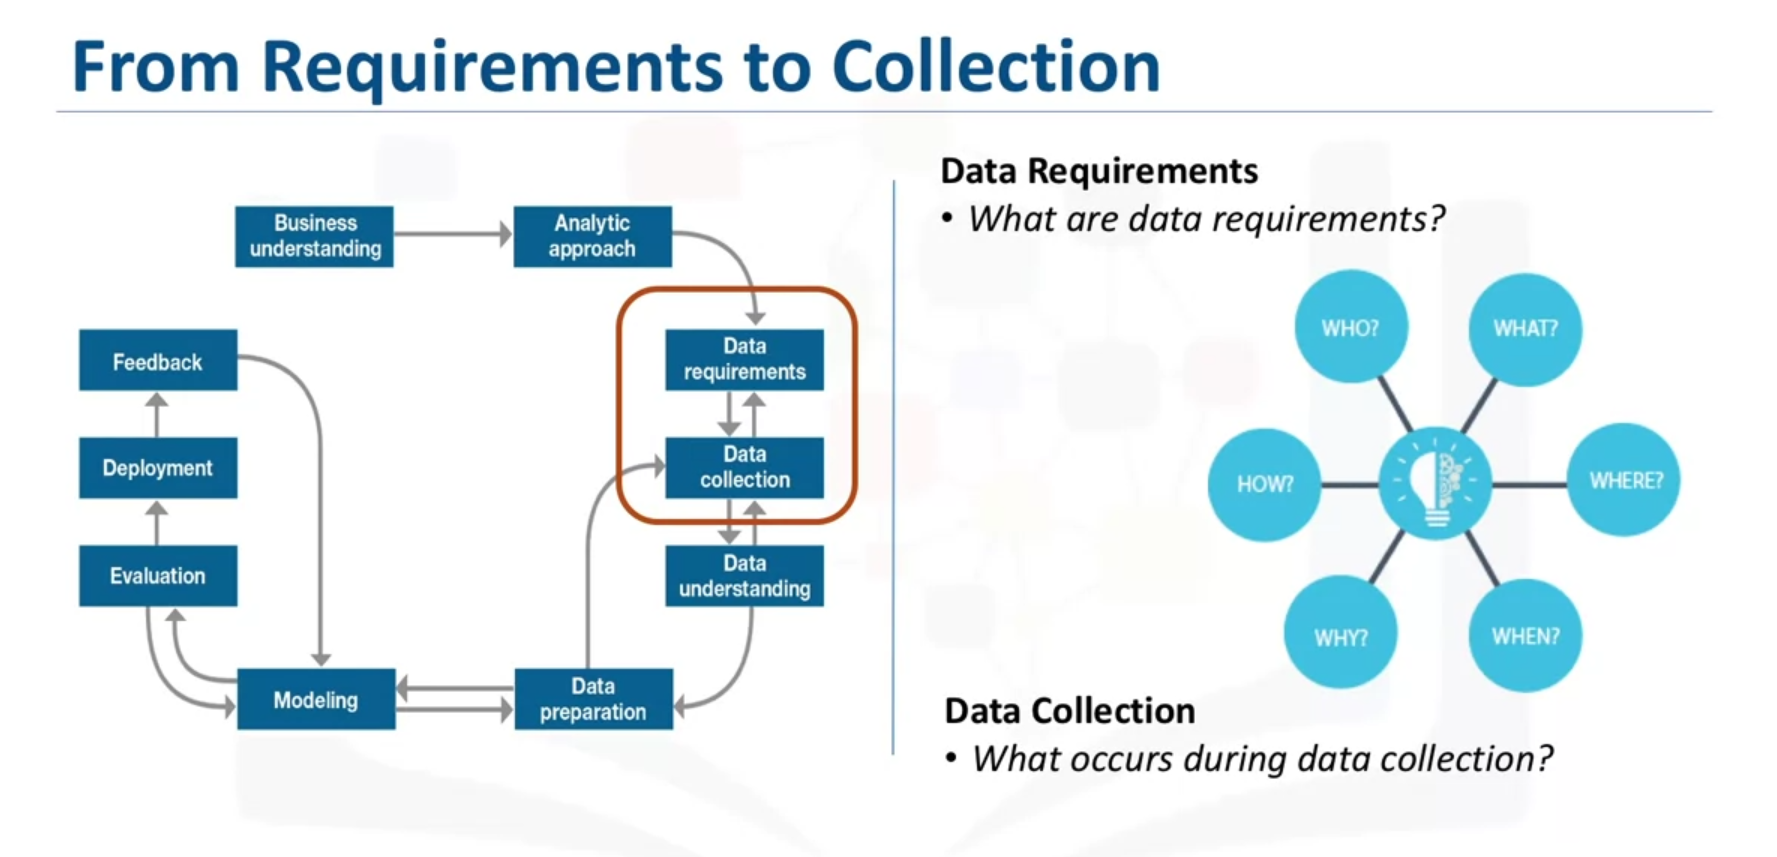 From Requirements to Collection
Business
understanding
Analytic
approach
Data
requirements
Data
collection
Data
understanding
Data
preparation
Modeling
Evaluation
Deployment
Feedback
Data Requirements
• What are data requirements?
WHO?
WHAT?
HOW?
WHERE?
WHY?
WHEN?
Data Collection
• What occurs during data collection?